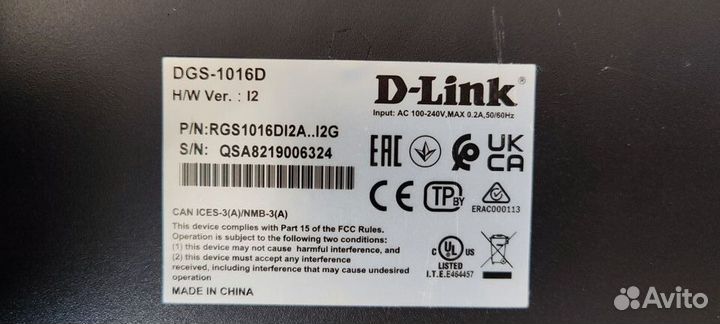 DGS-1016D
H/W Ver. : I2
D-Link
Input: AC 100-240V,MAX 0.2A,50/60Hz
P/N:RGS1016DI2A..I2G
S/N: QSA8219006324
EAC
UK
CA
CE
TP BY
ERAC000113
CAN ICES-3(A)/NMB-3(A)
This device complies with Part 15 of the FCC Rules.
Operation is subject to the following two conditions:
(1) this device may not cause harmful interference, and
(2) this device must accept any interference
received, including interference that may cause undesired
operation
MADE IN CHINA
c UL us
LISTED
I.T.E.E464457
Avito